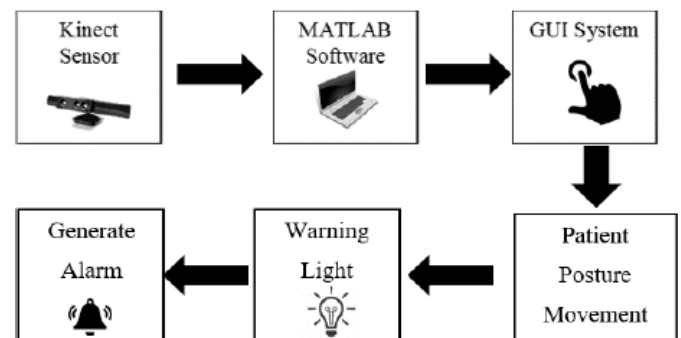 Kinect
Sensor
MATLAB
Software
GUI System
Patient
Posture
Movement
Warning
Light
Generate
Alarm